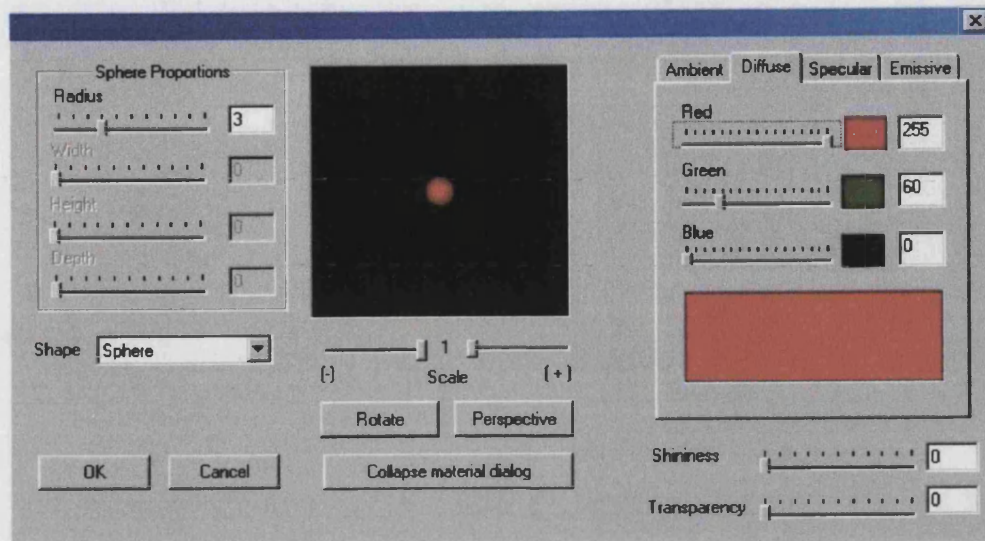 Sphere Proportions
Radius
3
Width
0
Height
0
Depth
0
Shape
Sphere
OK
Cancel
1
(-)
Scale
(+)
Rotate
Perspective
Collapse material dialog
Ambient
Diffuse
Specular
Emissive
Red
255
Green
60
Blue
0
Shininess
0
Transparency
0